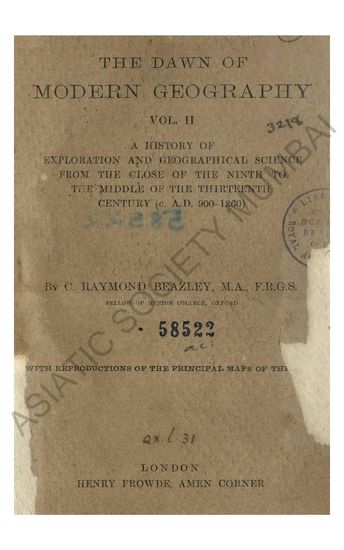 THE DAWN OF
MODERN GEOGRAPHY
VOL. II
3218
A HISTORY OF
EXPLORATION AND GEOGRAPHICAL SCIENCE
FROM THE CLOSE OF THE NINTH TO
THE MIDDLE OF THE THIRTEENTH
CENTURY (c. A.D. 900-1260)
BY C. RAYMOND BEAZLEY, M.A., F.R.G.S.
FELLOW OF MERTON COLLEGE, OXFORD
58522
ac.
WITH REPRODUCTIONS OF THE PRINCIPAL MAPS OF THE
LONDON
HENRY FROWDE, AMEN CORNER
ASIATIC SOCIETY MUMBAI